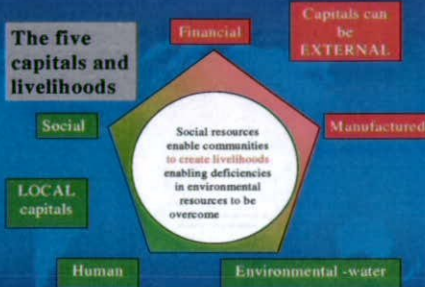 The five
capitals and
livelihoods
Financial
Capitals can
be
EXTERNAL
Social
Manufactured
Social resources
enable communities
to create livelihoods
enabling deficiencies
in environmental
resources to be
overcome
LOCAL
capitals
Human
Environmental -water